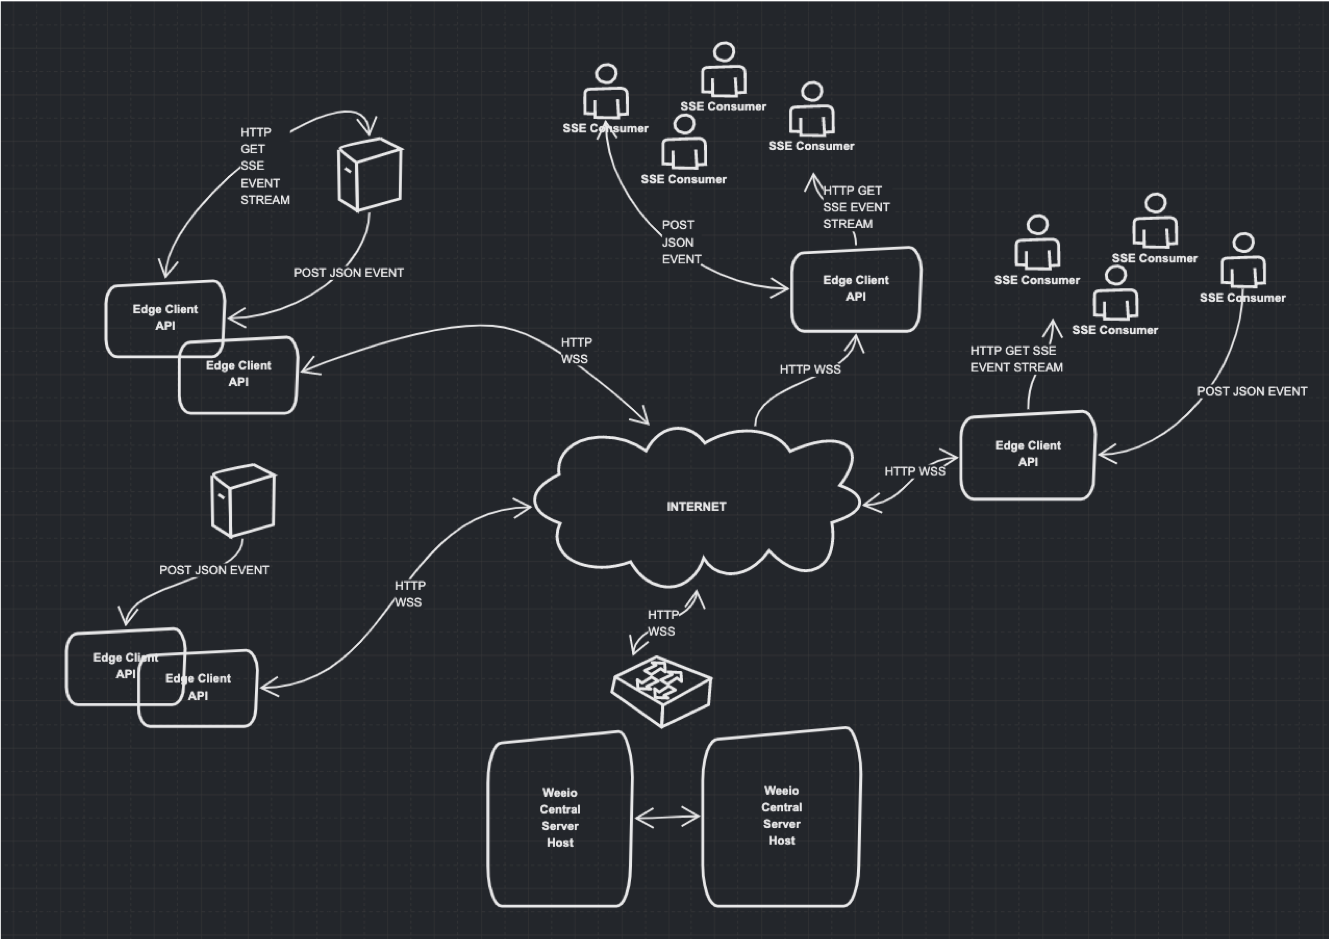 SSE Consumer
SSE Consumer
SSE Consumer
SSE Consumer
HTTP
GET
SSE
EVENT
STREAM
HTTP GET
SSE EVENT
STREAM
POST
JSON
EVENT
POST JSON EVENT
Edge Client
API
Edge Client
API
Edge Client
API
SSE Consumer
SSE Consumer
SSE Consumer
SSE Consumer
HTTP
WSS
HTTP WSS
HTTP GET SSE
EVENT STREAM
POST JSON EVENT
Edge Client
API
HTTP WSS
INTERNET
POST JSON EVENT
HTTP
WSS
HTTP
WSS
Edge Client
API
Edge Client
API
Weeio
Central
Server
Host
Weeio
Central
Server
Host